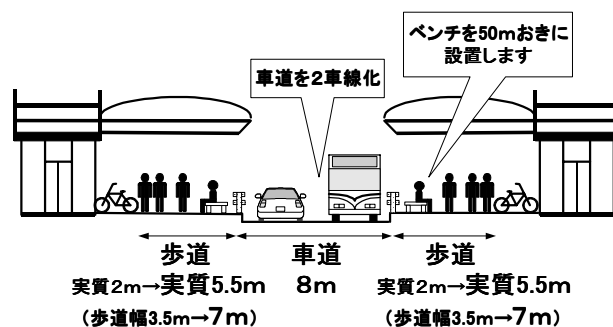 ベンチを50mおきに
設置します
車道を2車線化
歩道
車道
歩道
実質2m→実質5.5m
8m
実質2m→実質5.5m
(歩道幅3.5m→7m)
(歩道幅3.5m→7m)